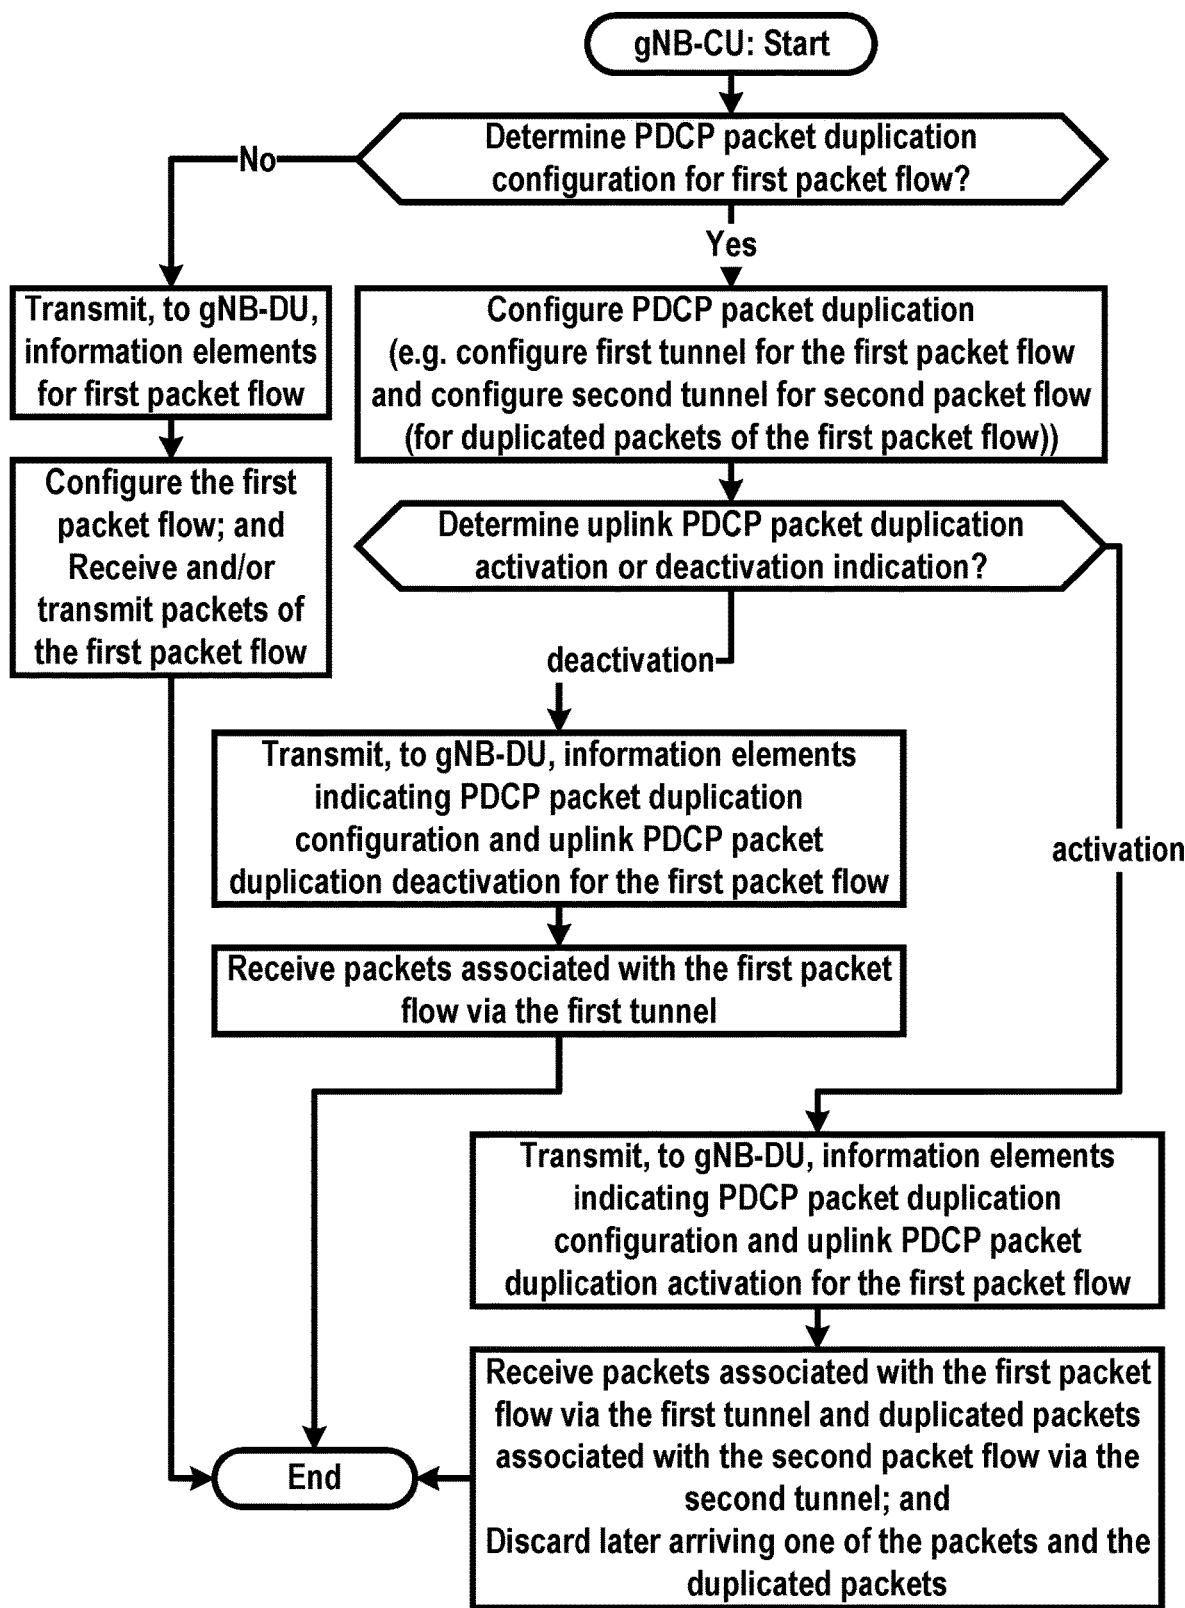 gNB-CU: Start
Determine PDCP packet duplication
configuration for first packet flow?
No
Yes
Transmit, to gNB-DU,
information elements
for first packet flow
Configure PDCP packet duplication
(e.g. configure first tunnel for the first packet flow
and configure second tunnel for second packet flow
(for duplicated packets of the first packet flow))
Configure the first
packet flow; and
Receive and/or
transmit packets of
the first packet flow
Determine uplink PDCP packet duplication
activation or deactivation indication?
deactivation
Transmit, to gNB-DU, information elements
indicating PDCP packet duplication
configuration and uplink PDCP packet
duplication deactivation for the first packet flow
activation
Receive packets associated with the first packet
flow via the first tunnel
Transmit, to gNB-DU, information elements
indicating PDCP packet duplication
configuration and uplink PDCP packet
duplication activation for the first packet flow
Receive packets associated with the first packet
flow via the first tunnel and duplicated packets
associated with the second packet flow via the
second tunnel; and
Discard later arriving one of the packets and the
duplicated packets
End